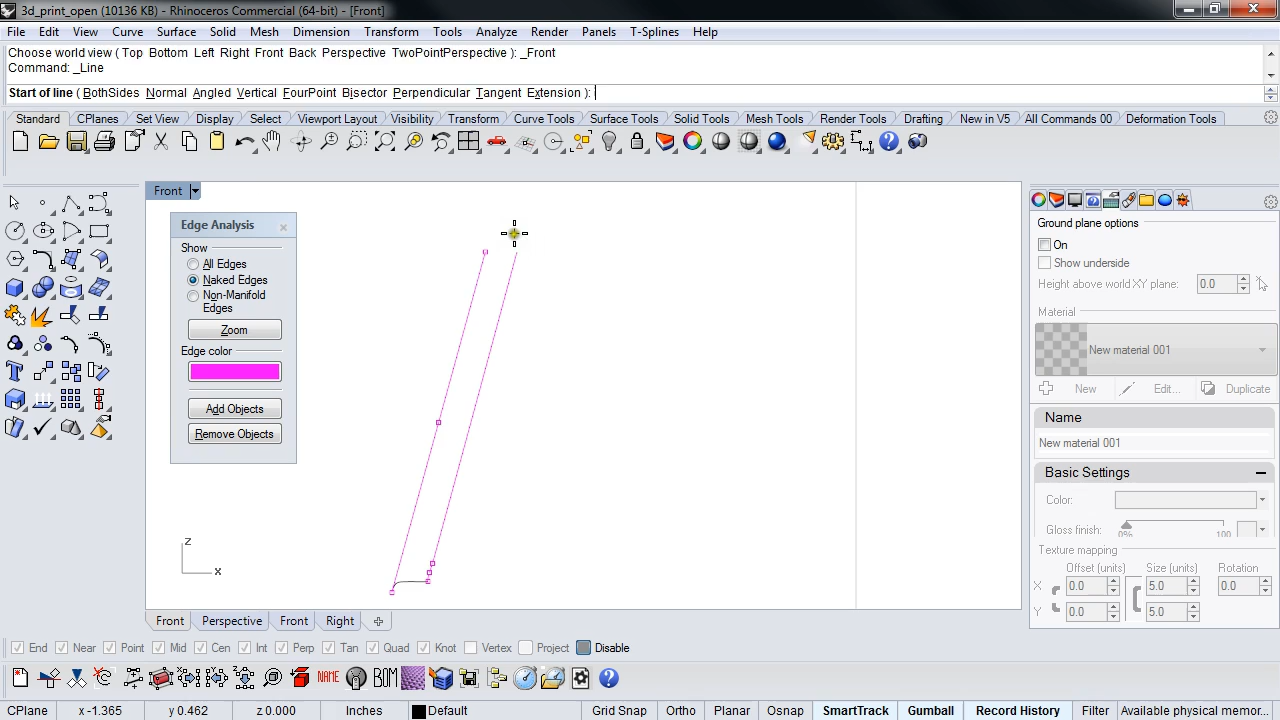 3d_print_open (10136 KB) - Rhinoceros Commercial (64-bit) - [Front]
File Edit View Curve Surface Solid Mesh Dimension Transform Tools Analyze Render Panels T-Splines Help
Choose world view ( Top Bottom Left Right Front Back Perspective TwoPointPerspective ): _Front
Command: _Line
Start of line ( BothSides Normal Angled Vertical FourPoint Bisector Perpendicular Tangent Extension ):
Standard CPlanes Set View Display Select Viewport Layout Visibility Transform Curve Tools Surface Tools Solid Tools Mesh Tools Render Tools Drafting New in V5 All Commands 00 Deformation Tools
Front
Edge Analysis
Show
All Edges
Naked Edges
Non-Manifold
Edges
Zoom
Edge color
Add Objects
Remove Objects
z
x
Ground plane options
On
Show underside
Height above world XY plane: 0.0
Material
New material 001
New Edit... Duplicate
Name
New material 001
Basic Settings
Color:
Gloss finish: 0% 100
Texture mapping
Offset (units) Size (units) Rotation
X 0.0 5.0 0.0
Y 0.0 5.0
Front Perspective Front Right
End Near Point Mid Cen Int Perp Tan Quad Knot Vertex Project Disable
NAME BOM
CPlane x -1.365 y 0.462 z 0.000 Inches Default Grid Snap Ortho Planar Osnap SmartTrack Gumball Record History Filter Available physical memor...